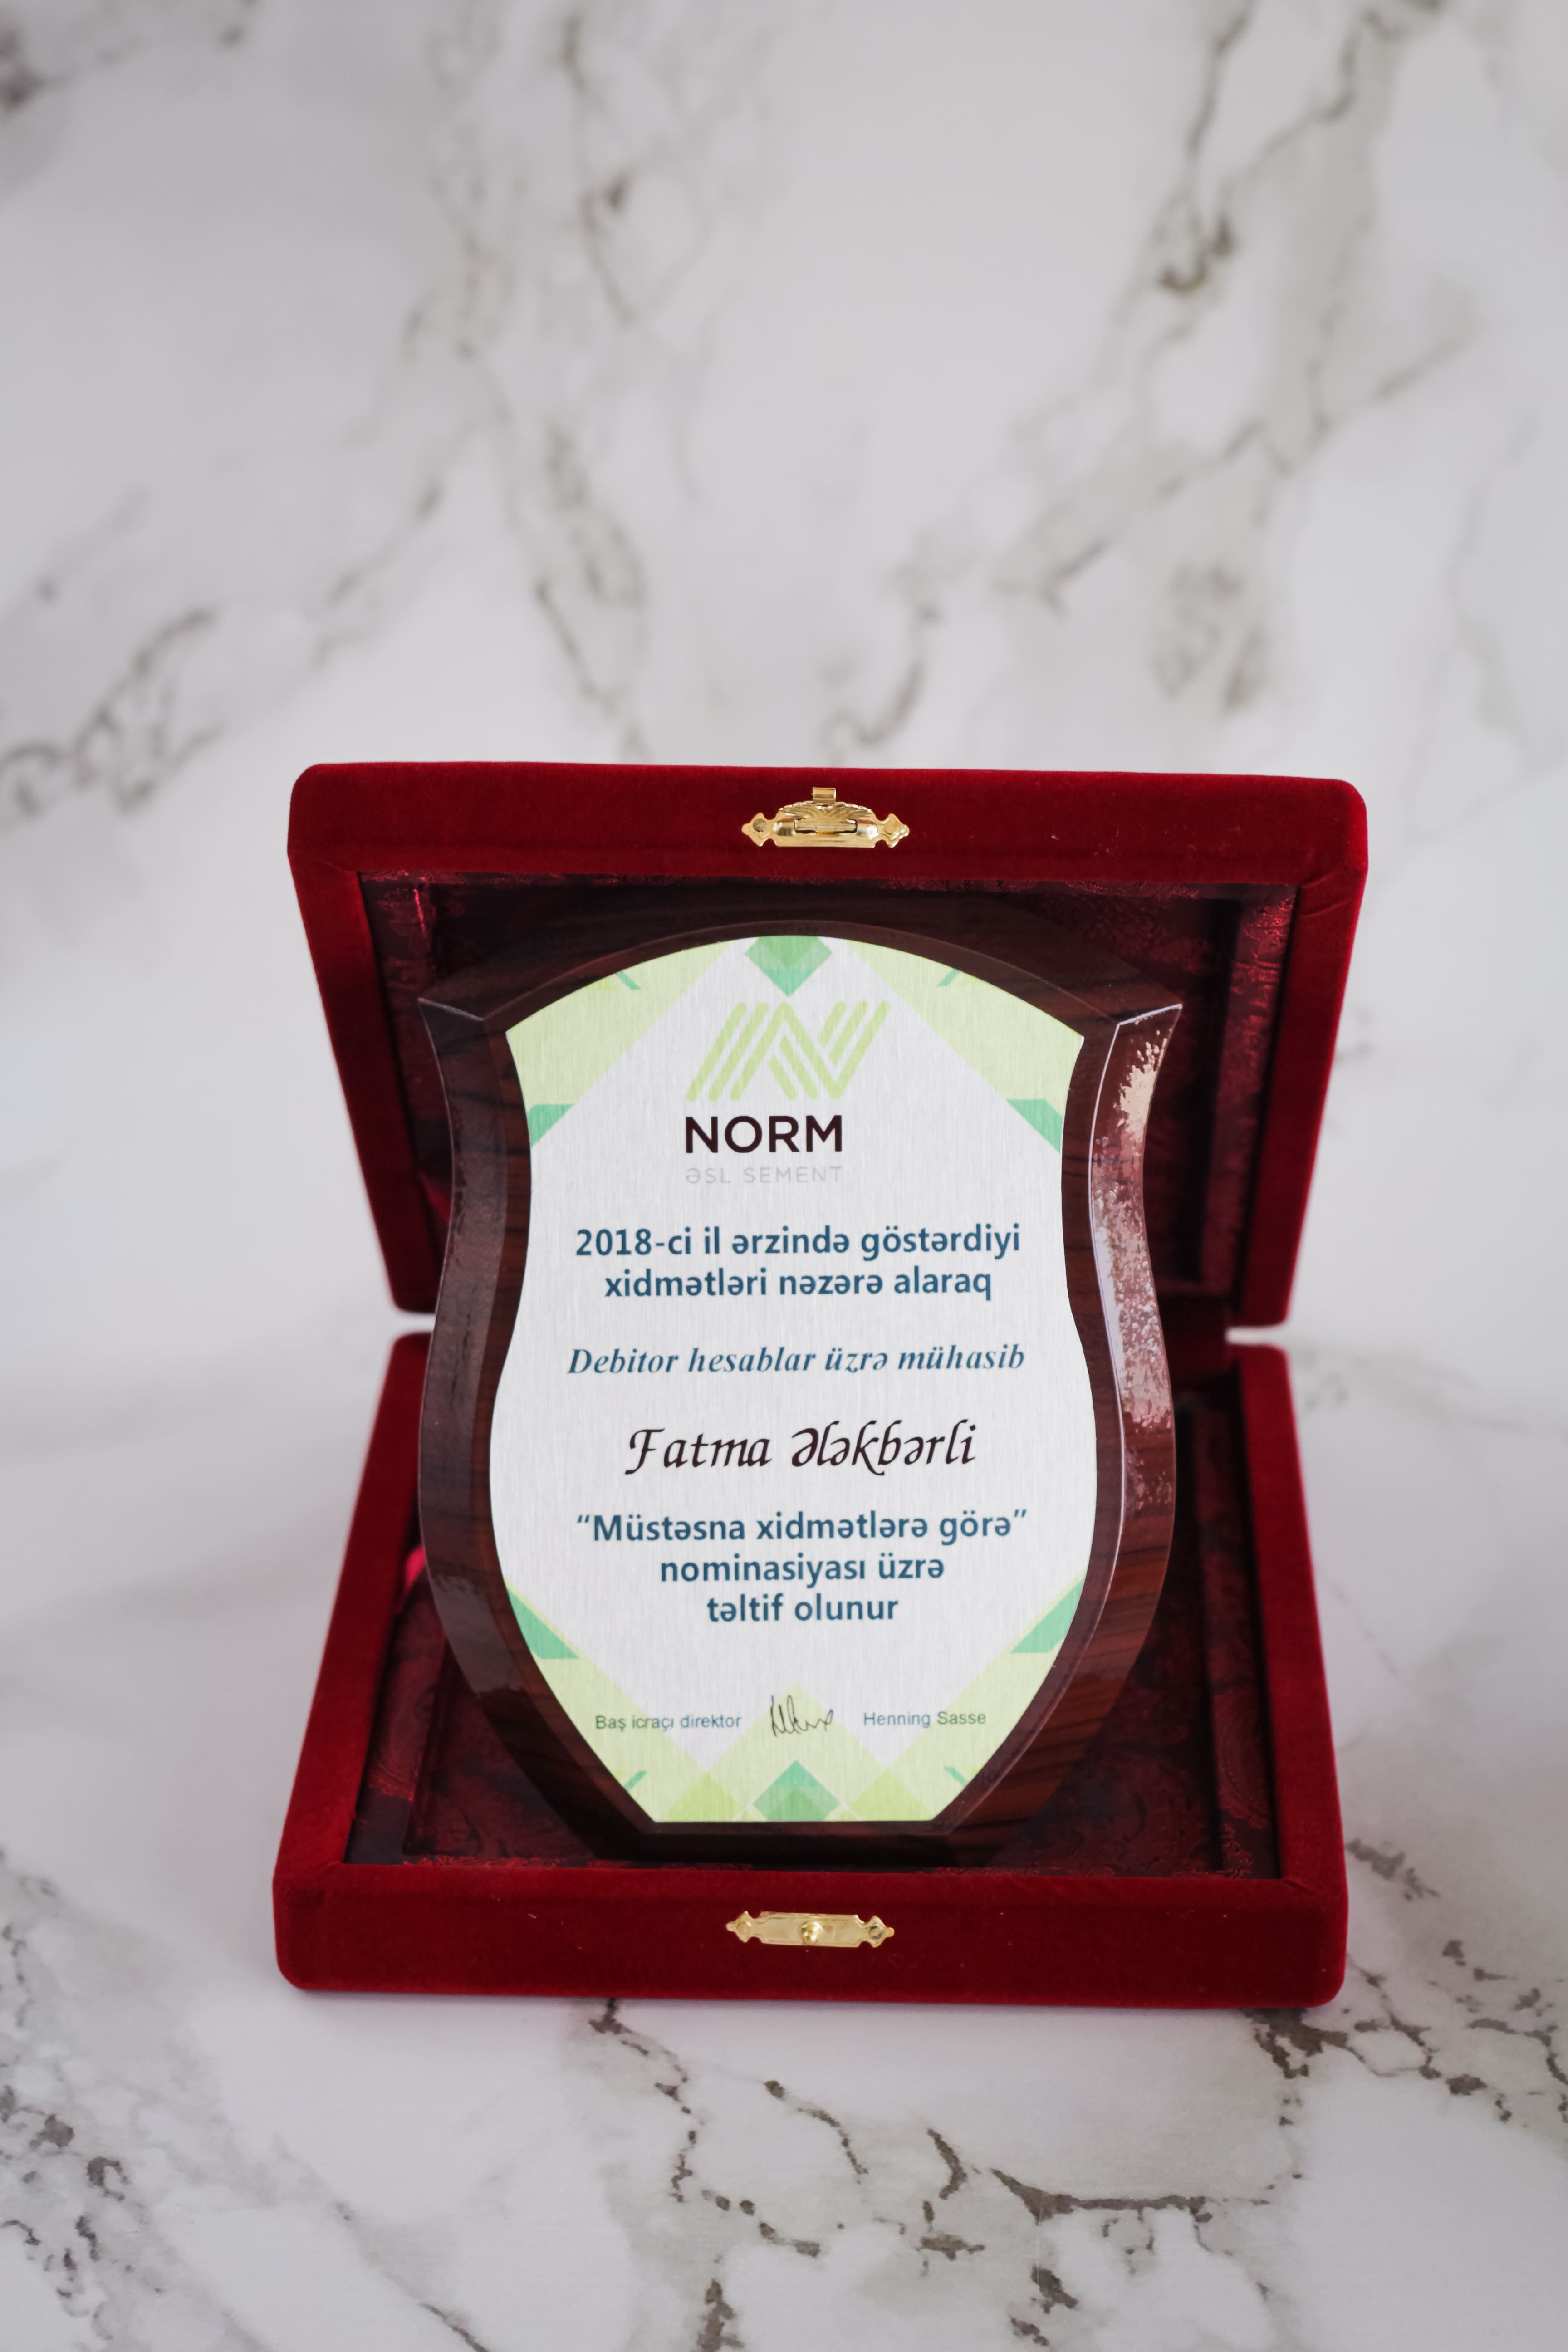 NORM
ƏSL SEMENT
2018-ci il ərzində göstərdiyi
xidmətləri nəzərə alaraq
Debitor hesablar üzrə mühasib
Fatma Ələkbərli
“Müstəsna xidmətlərə görə”
nominasiyası üzrə
təltif olunur
Baş icraçı direktor Henning Sasse